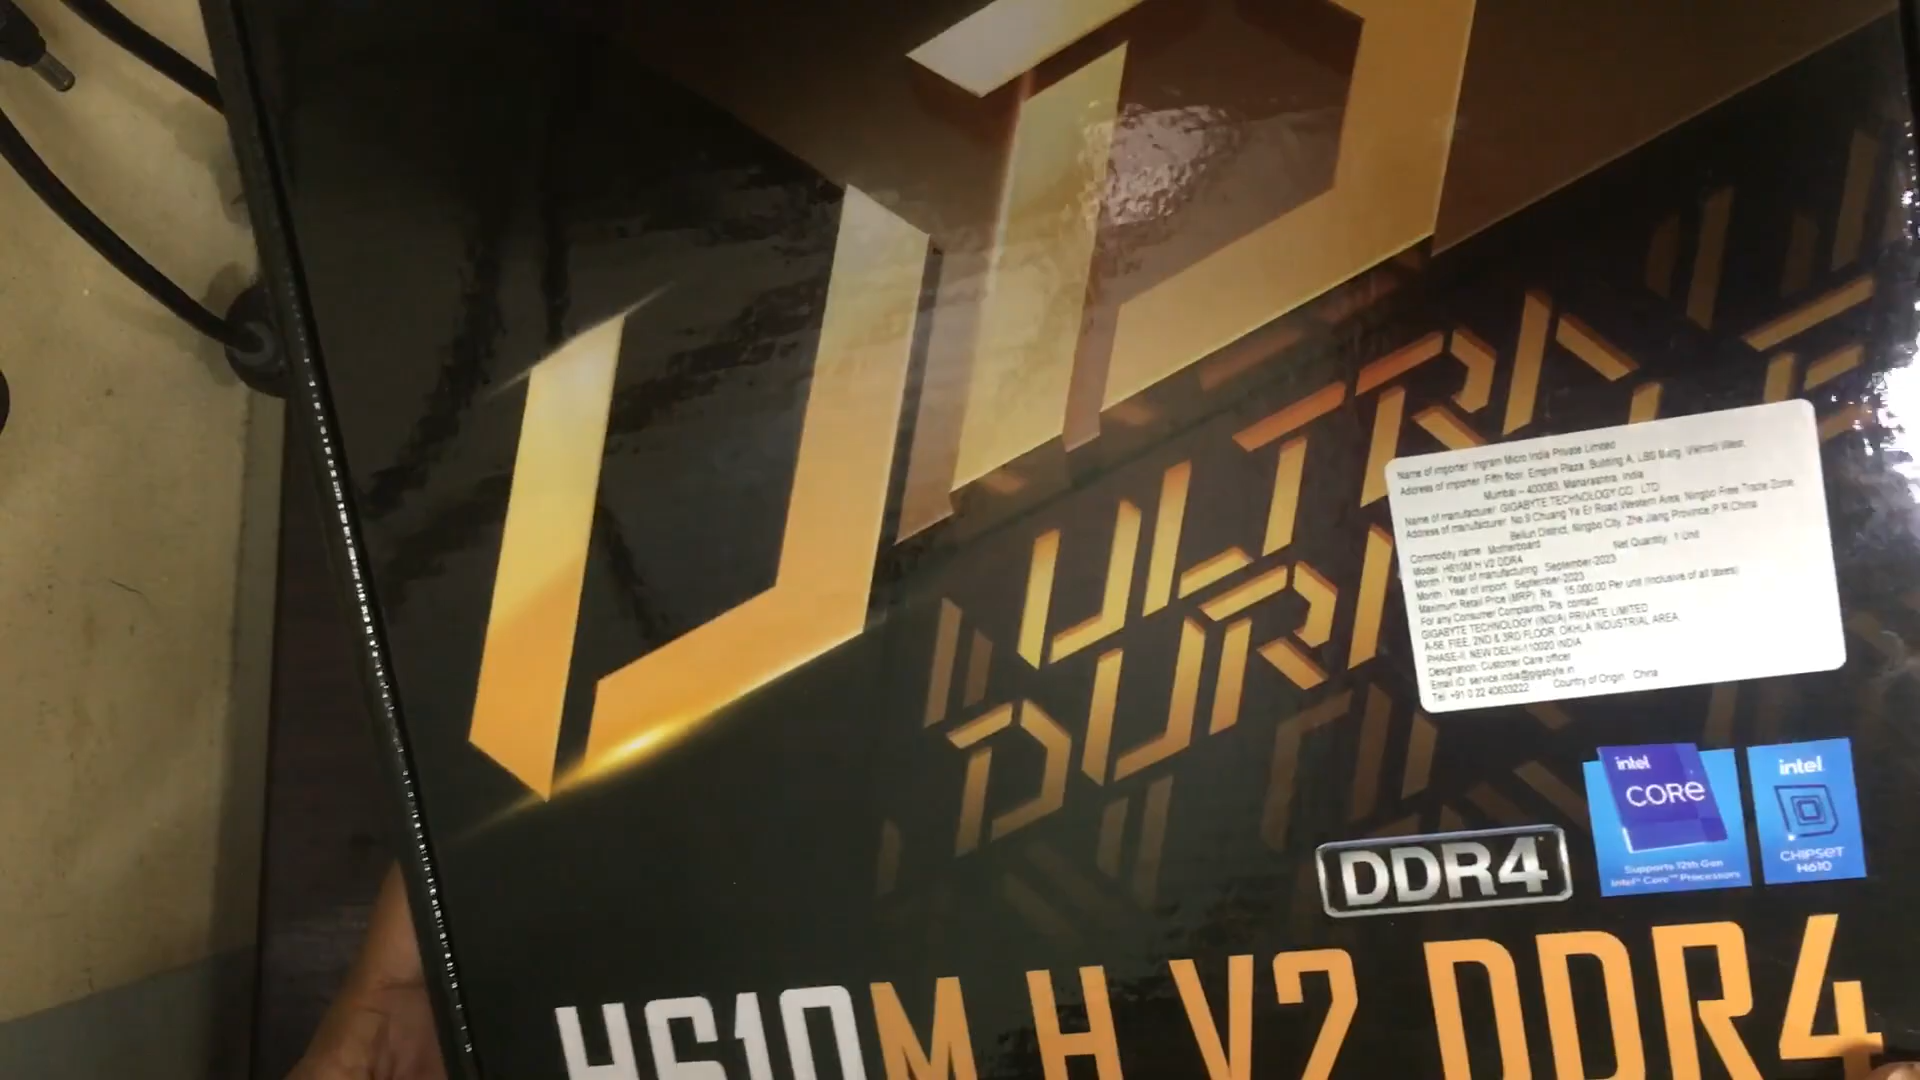 UD
ULTRA
DURA
Name of importer: Ingram Micro India Private Limited
Address of importer: Fifth floor, Empire Plaza, Building A, LBS Marg, Vikhroli West,
Mumbai – 400083, Maharashtra, India
Name of manufacturer: GIGABYTE TECHNOLOGY CO., LTD
Address of manufacturer: No.9 Chuang Ye Er Road Western Area, Ningbo Free Trade Zone,
Beilun District, Ningbo City, Zhe Jiang Province,P.R.China
Commodity name: Motherboard Net Quantity: 1 Unit
Model: H610M H V2 DDR4
Month / Year of manufacturing: September-2023
Month / Year of import: September-2023
Maximum Retail Price (MRP): Rs. 15,000.00 Per unit (Inclusive of all taxes)
For any Consumer Complaints, Pls. contact
GIGABYTE TECHNOLOGY (INDIA) PRIVATE LIMITED
A-56, FIEE, 2ND & 3RD FLOOR, OKHLA INDUSTRIAL AREA
PHASE-II, NEW DELHI-110020 INDIA
Designation: Customer Care officer
Email ID: service.india@gigabyte.in
Tel: +91 0 22 40633222 Country of Origin: China
intel
CORE
Supports 12th Gen
Intel® Core™ Processors
intel
CHIPSET
H610
DDR4
H610M H V2 DDR4